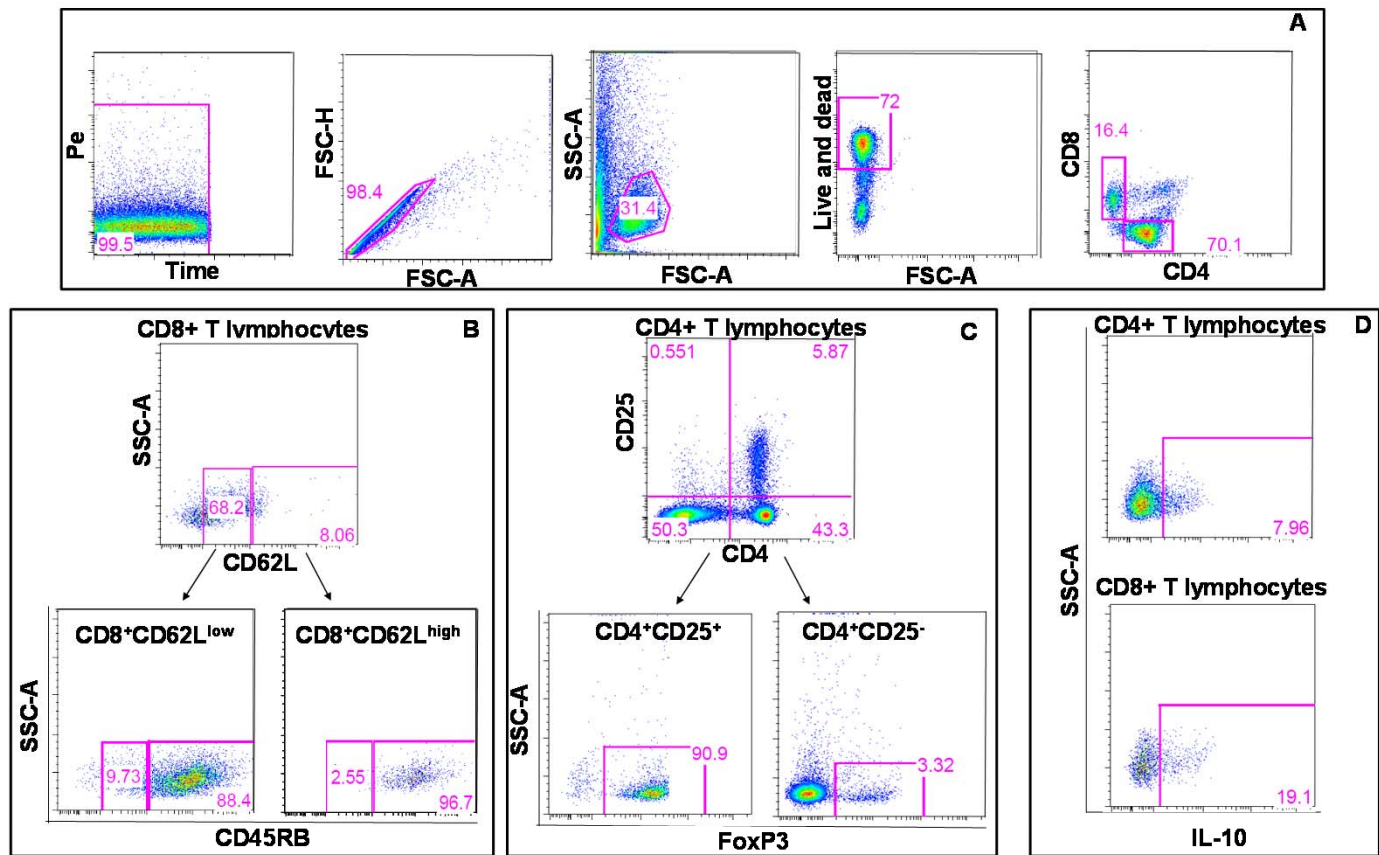 A
Pe
99.5
Time
FSC-H
98.4
FSC-A
SSC-A
31.4
FSC-A
Live and dead
72
FSC-A
CD8
16.4
70.1
CD4
B
CD8+ T lymphocytes
SSC-A
68.2
8.06
CD62L
CD8+CD62Llow
CD8+CD62Lhigh
SSC-A
9.73
88.4
2.55
96.7
CD45RB
C
CD4+ T lymphocytes
0.551
5.87
CD25
50.3
43.3
CD4
CD4+CD25+
CD4+CD25-
SSC-A
90.9
3.32
FoxP3
D
CD4+ T lymphocytes
7.96
SSC-A
CD8+ T lymphocytes
19.1
IL-10